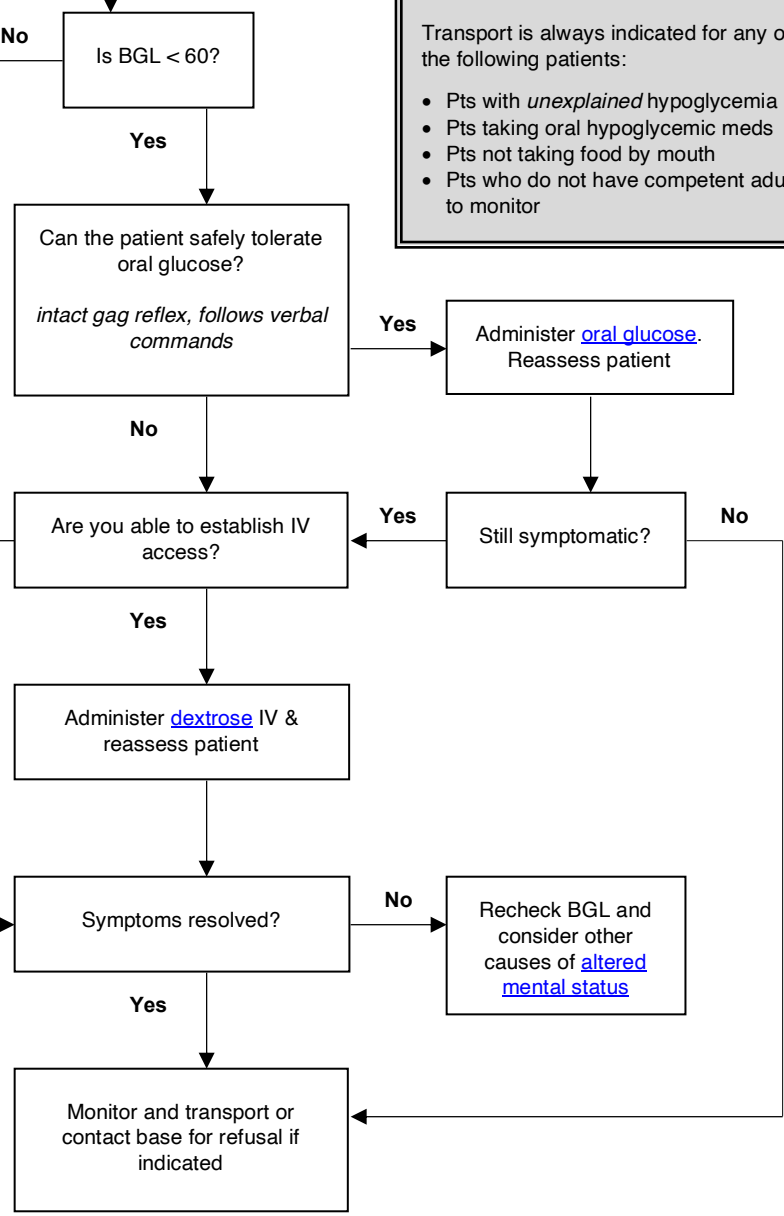 No
Is BGL < 60?
Transport is always indicated for any
the following patients:
• Pts with unexplained hypoglycemia
• Pts taking oral hypoglycemic meds
• Pts not taking food by mouth
• Pts who do not have competent
to monitor
Yes
Can the patient safely tolerate
oral glucose?
intact gag reflex, follows verbal
commands
Yes
Administer oral glucose.
Reassess patient
No
Are you able to establish IV
access?
Yes
Still symptomatic?
No
Yes
Administer dextrose IV &
reassess patient
Symptoms resolved?
No
Recheck BGL and
consider other
causes of altered
mental status
Yes
Monitor and transport or
contact base for refusal if
indicated